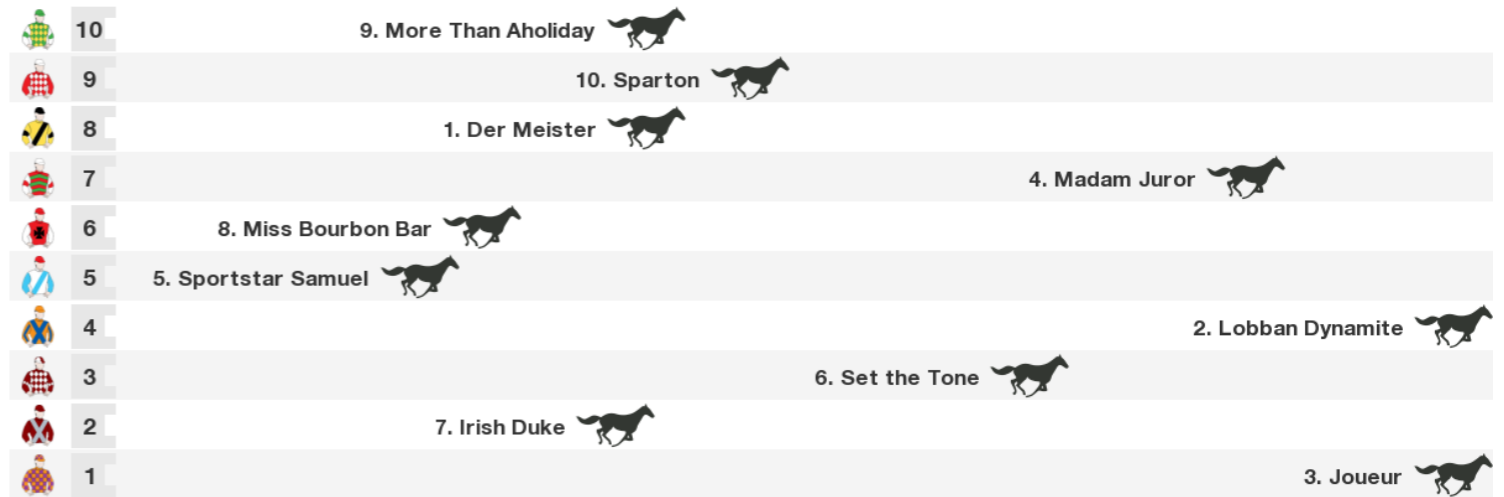 10 9. More Than Aholiday
9 10. Sparton
8 1. Der Meister
7 4. Madam Juror
6 8. Miss Bourbon Bar
5 5. Sportstar Samuel
4 2. Lobban Dynamite
3 6. Set the Tone
2 7. Irish Duke
1 3. Joueur